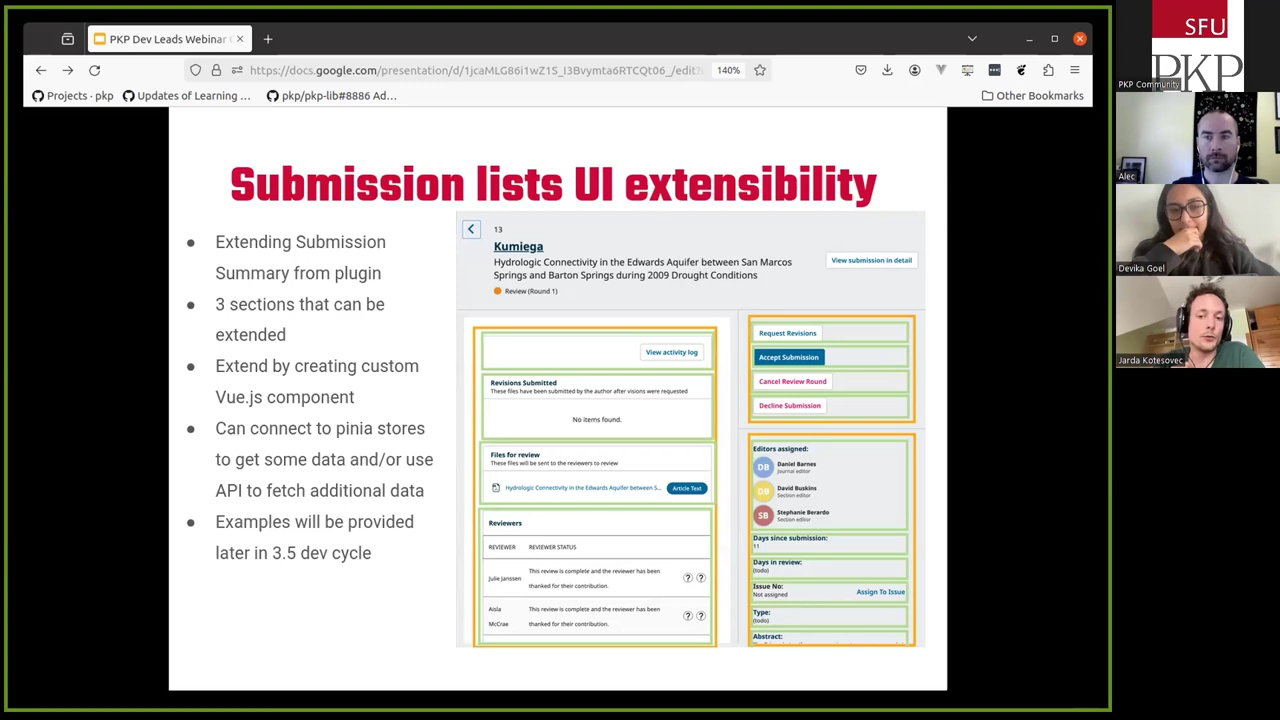 PKP Dev Leads Webinar
https://docs.google.com/presentation/d/1jcaMLG86i1wZ1S_I3Bvymta6RTCQt06_/edit
140%
Projects · pkp
Updates of Learning ...
pkp/pkp-lib#8886 Ad...
Other Bookmarks
Submission lists UI extensibility
● Extending Submission
Summary from plugin
● 3 sections that can be
extended
● Extend by creating custom
Vue.js component
● Can connect to pinia stores
to get some data and/or use
API to fetch additional data
● Examples will be provided
later in 3.5 dev cycle
13
Kumiega
Hydrologic Connectivity in the Edwards Aquifer between San Marcos
Springs and Barton Springs during 2009 Drought Conditions
Review (Round 1)
View submission in detail
View activity log
Revisions Submitted
These files have been submitted by the author after visions were requested
No items found.
Files for review
These files will be sent to the reviewers to review
Hydrologic Connectivity in the Edwards Aquifer between S...
Article Text
Reviewers
REVIEWER REVIEWER STATUS
Julie Janssen
This review is complete and the reviewer has been
thanked for their contribution.
? ?
Aisla
McCrae
This review is complete and the reviewer has been
thanked for their contribution.
? ?
Request Revisions
Accept Submission
Cancel Review Round
Decline Submission
Editors assigned:
DB
Daniel Barnes
Journal editor
DB
David Buskins
Section editor
SB
Stephanie Berardo
Section editor
Days since submission:
11
Days in review:
(todo)
Issue No:
Not assigned
Assign To Issue
Type:
(todo)
Abstract:
SFU
PKP
PKP Community
Alec
Devika Goel
Jarda Kotesovec